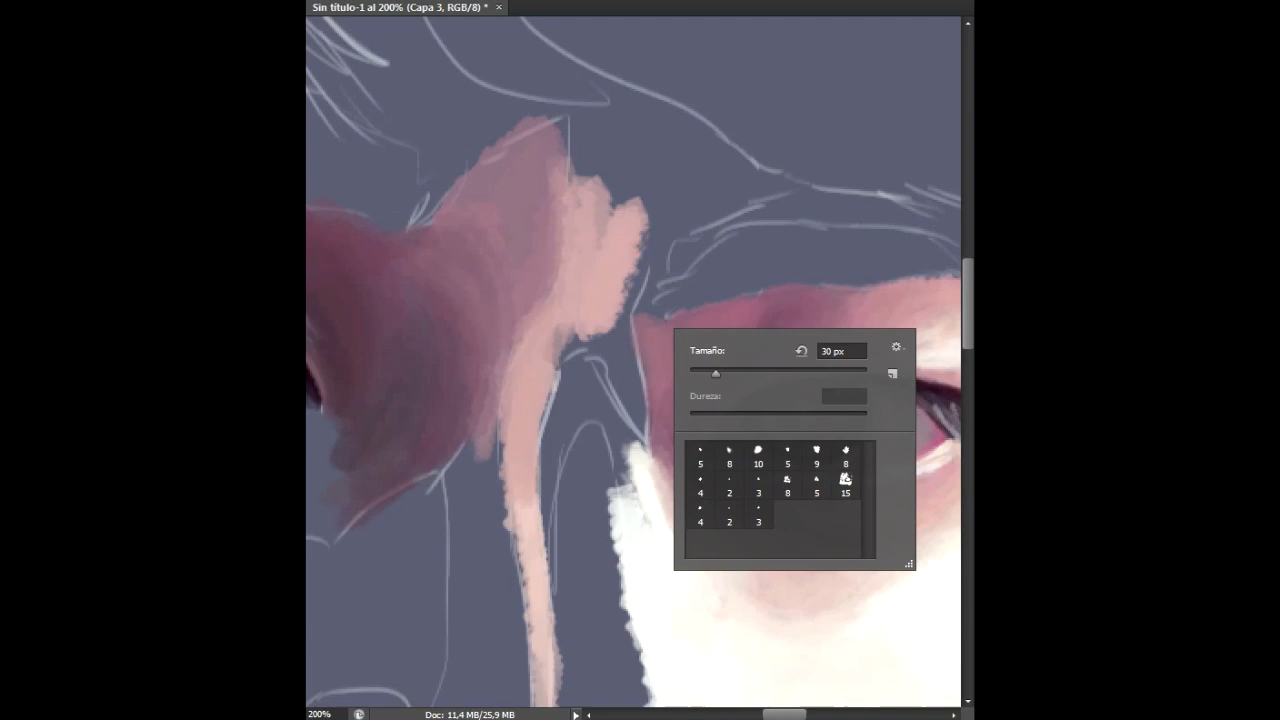 Sin título-1 al 200% (Capa 3, RGB/8) * ×
Tamaño: 30 px
Dureza:
5 8 10 5 9 8
4 2 3 8 5 15
4 2 3
200% Doc: 11,4 MB/25,9 MB